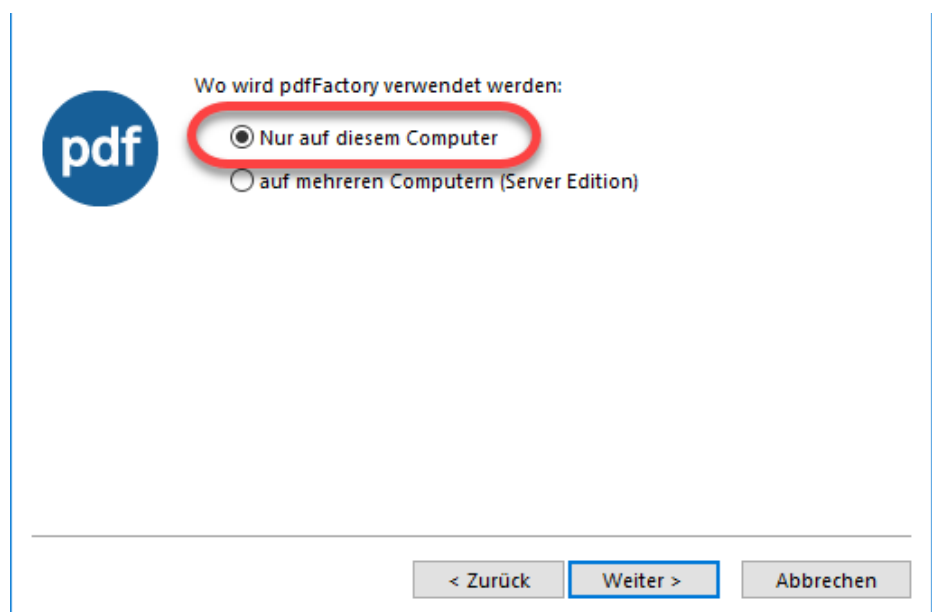 Wo wird pdfFactory verwendet werden:
pdf
Nur auf diesem Computer
auf mehreren Computern (Server Edition)
< Zurück
Weiter >
Abbrechen